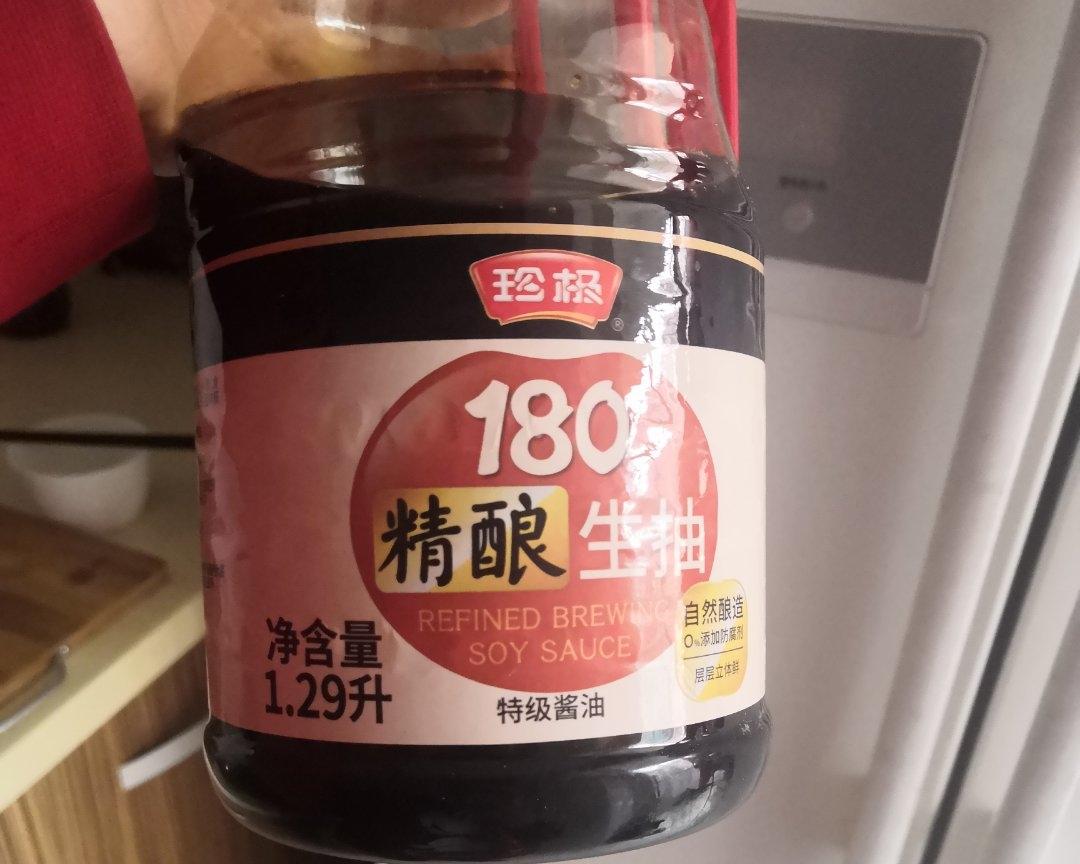 珍极
®
180
精酿生抽
REFINED BREWING
SOY SAUCE
自然酿造
0%添加防腐剂
层层立体鲜
净含量
1.29升
特级酱油